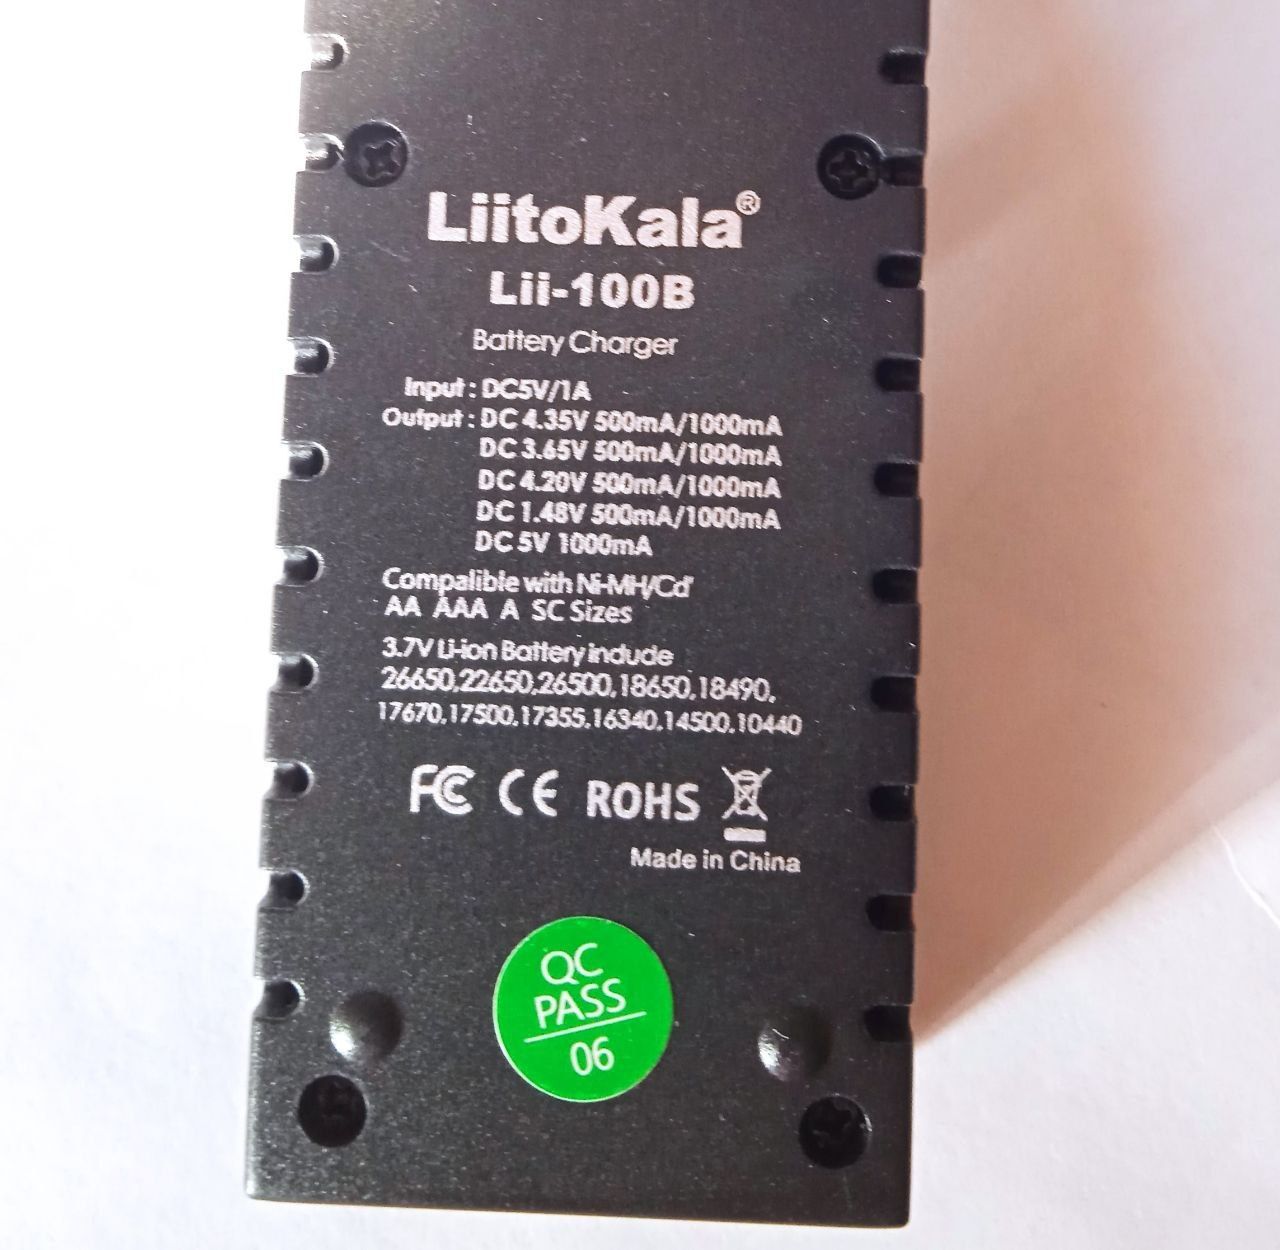 LiitoKala®
Lii-100B
Battery Charger
Input : DC5V/1A
Output : DC 4.35V 500mA/1000mA
DC 3.65V 500mA/1000mA
DC 4.20V 500mA/1000mA
DC 1.48V 500mA/1000mA
DC 5V 1000mA
Compalible with Ni-MH/Cd
AA AAA A SC Sizes
3.7V Li-ion Battery indude
26650,22650,26500,18650,18490,
17670,17500,17355,16340,14500,10440
FC CE ROHS
Made in China
QC
PASS
06